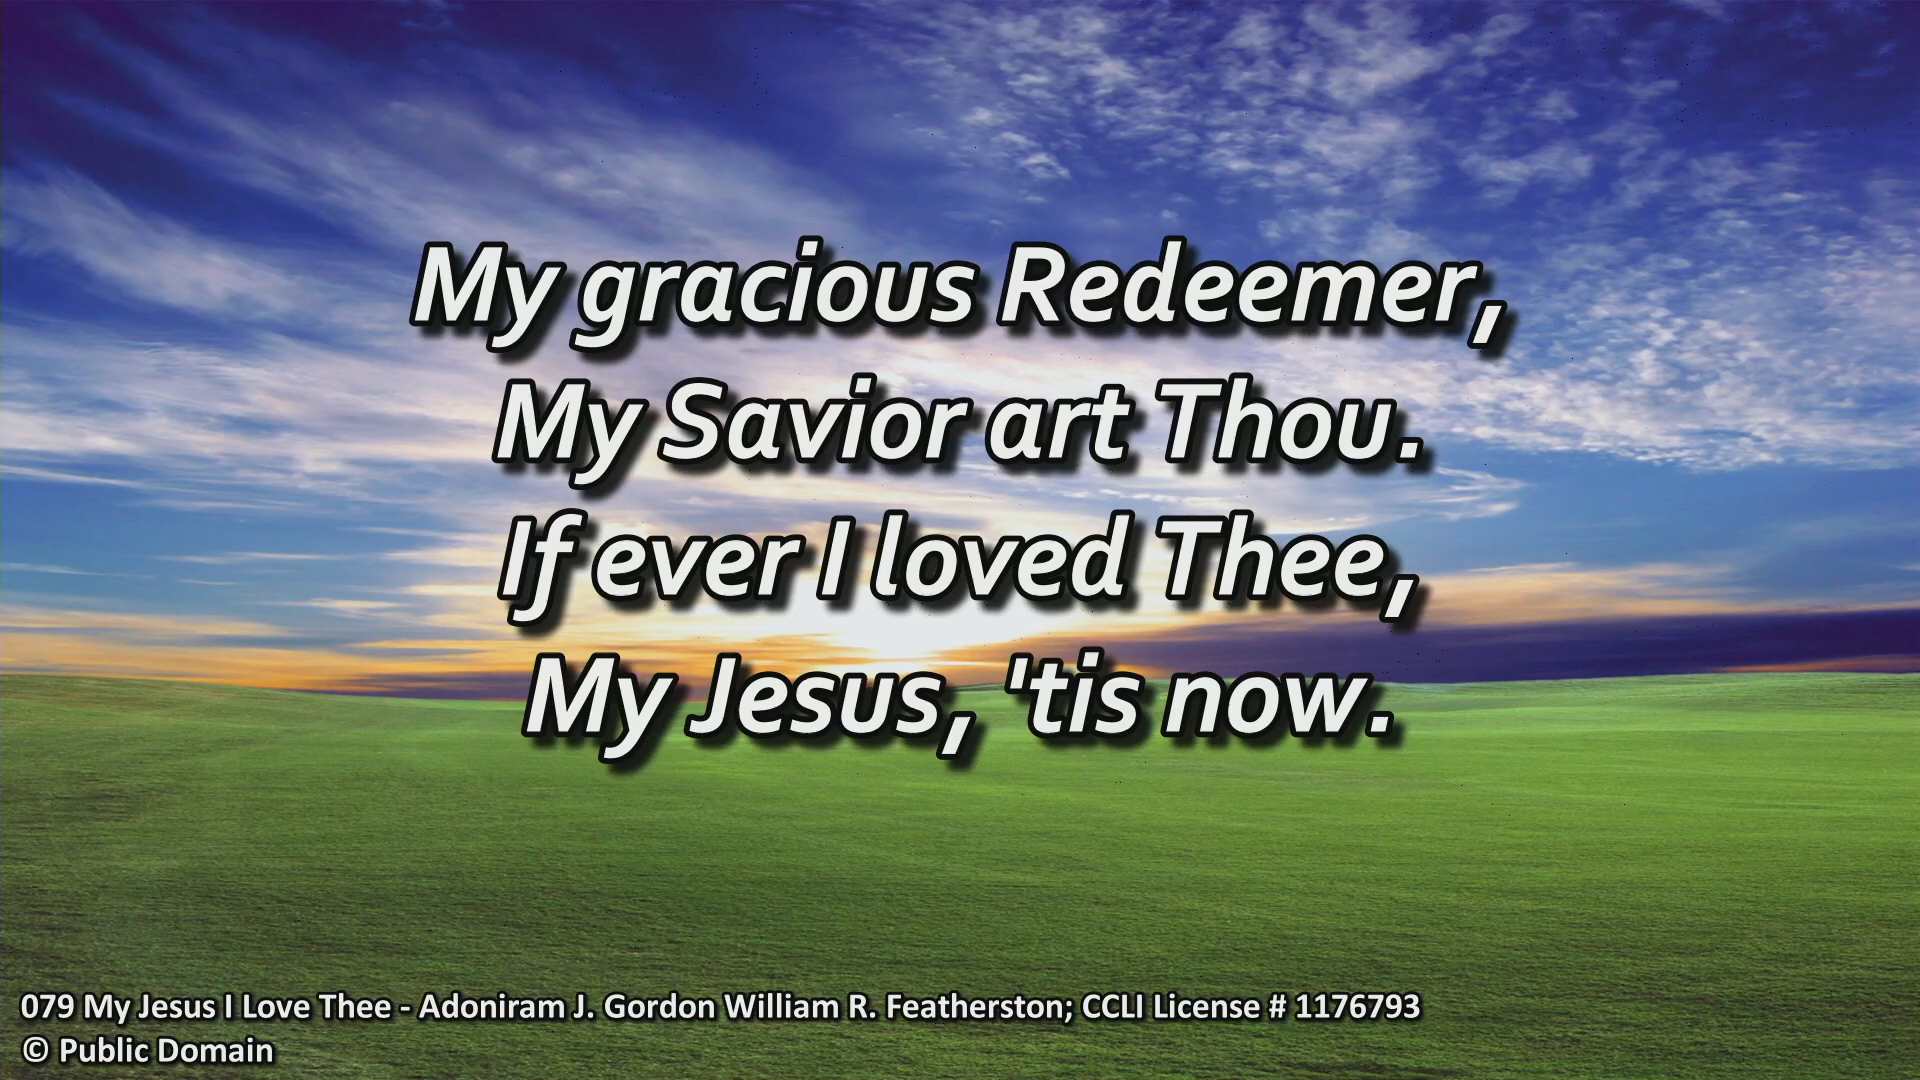 My gracious Redeemer,
My Savior art Thou.
If ever I loved Thee,
My Jesus, 'tis now.
079 My Jesus I Love Thee - Adoniram J. Gordon William R. Featherston; CCLI License # 1176793
© Public Domain